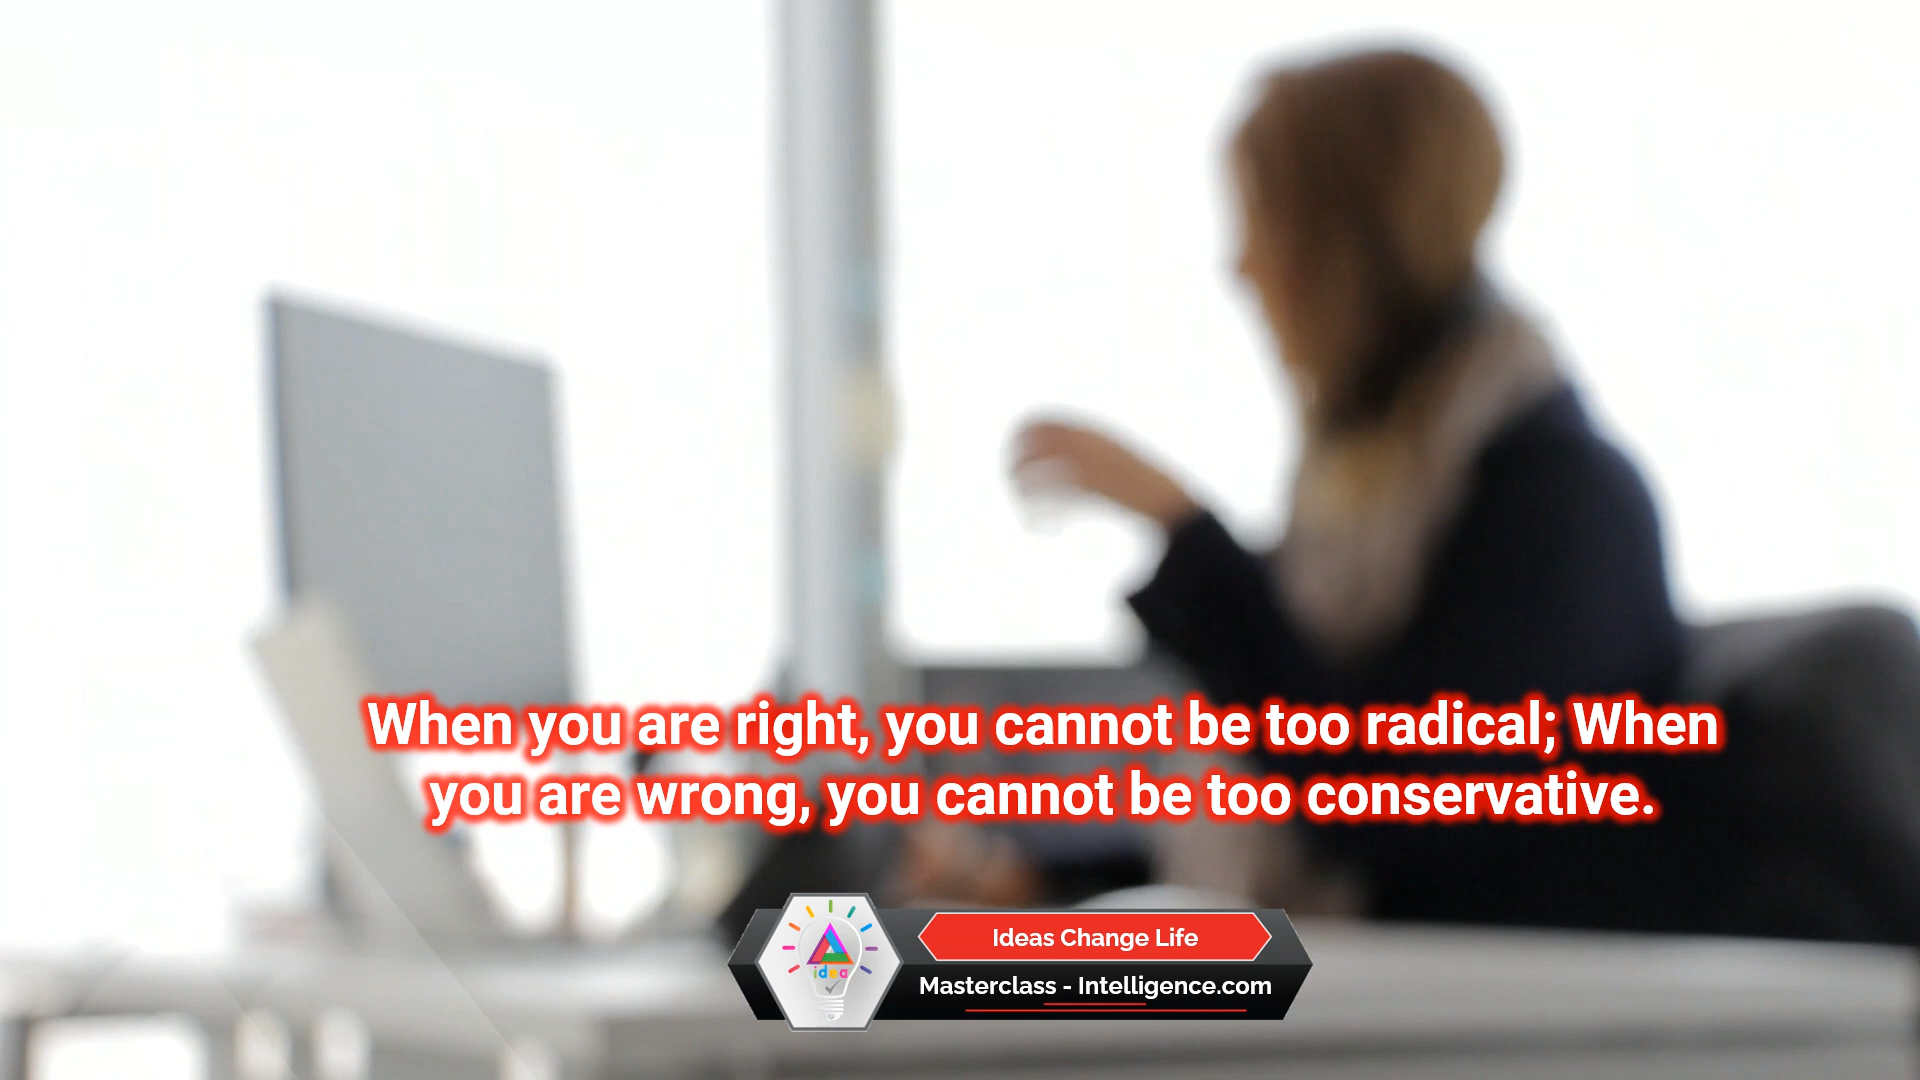 When you are right, you cannot be too radical; When
you are wrong, you cannot be too conservative.
idea
Ideas Change Life
Masterclass - Intelligence.com